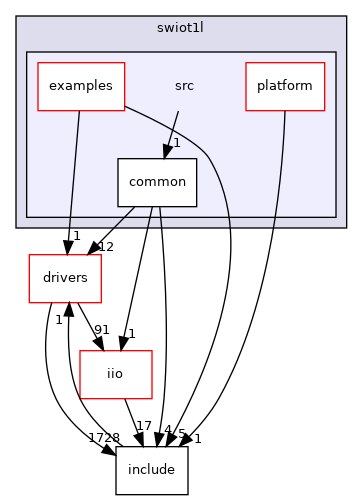 swiot1l
examples
src
platform
1
common
1
12
drivers
1
91
1
iio
17
4
5
1728
1
include